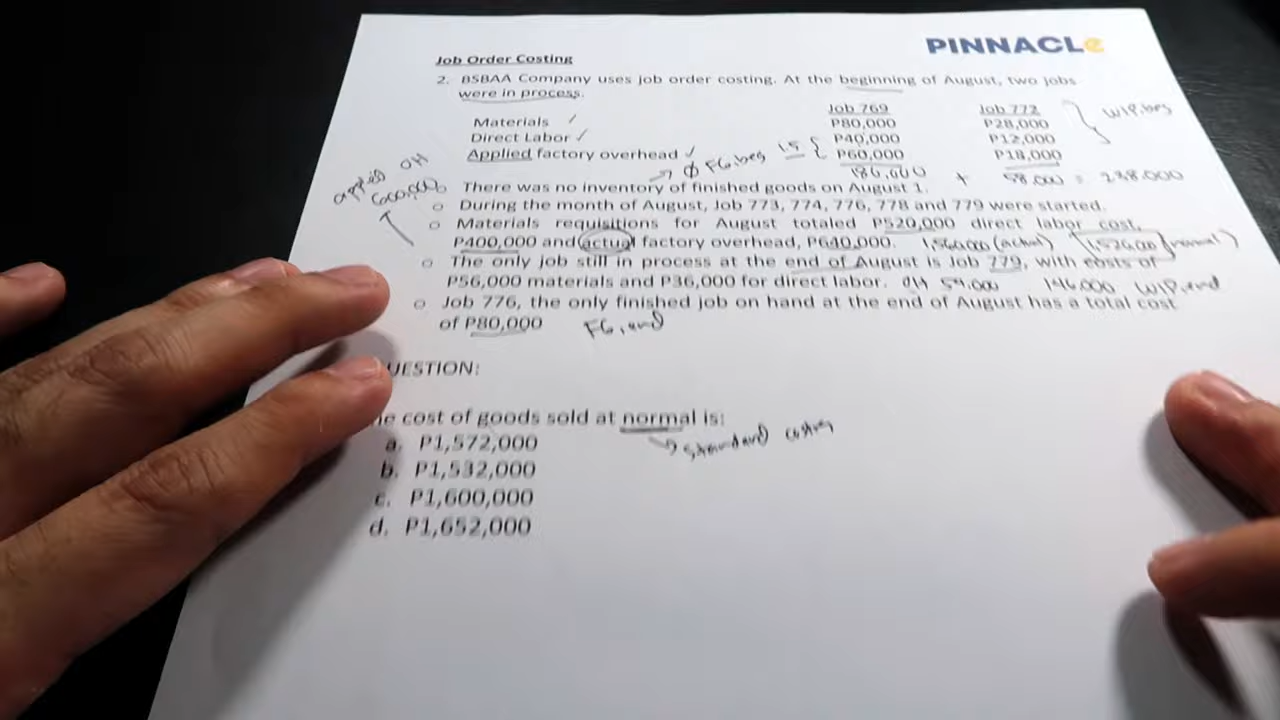 PINNACLe
Job Order Costing
2. BSBAA Company uses job order costing. At the beginning of August, two jobs
were in process.
Job 769 Job 772
Materials P80,000 P28,000 WIP, beg
Direct Labor P40,000 P12,000
Applied factory overhead P60,000 P18,000
1.5
180,000 + 58,000 = 238,000
Ø FG, beg
applied OH
600,000
There was no inventory of finished goods on August 1.
During the month of August, Job 773, 774, 776, 778 and 779 were started.
Materials requisitions for August totaled P520,000 direct labor cost,
P400,000 and actual factory overhead, P640,000. 1,560,000 (actual) 1,520,000 (normal)
The only job still in process at the end of August is Job 779, with costs of
P56,000 materials and P36,000 for direct labor. OH 54,000 146,000 WIP, end
Job 776, the only finished job on hand at the end of August has a total cost
of P80,000 FG, end
UESTION:
e cost of goods sold at normal is:
standard costing
a. P1,572,000
b. P1,532,000
c. P1,600,000
d. P1,652,000